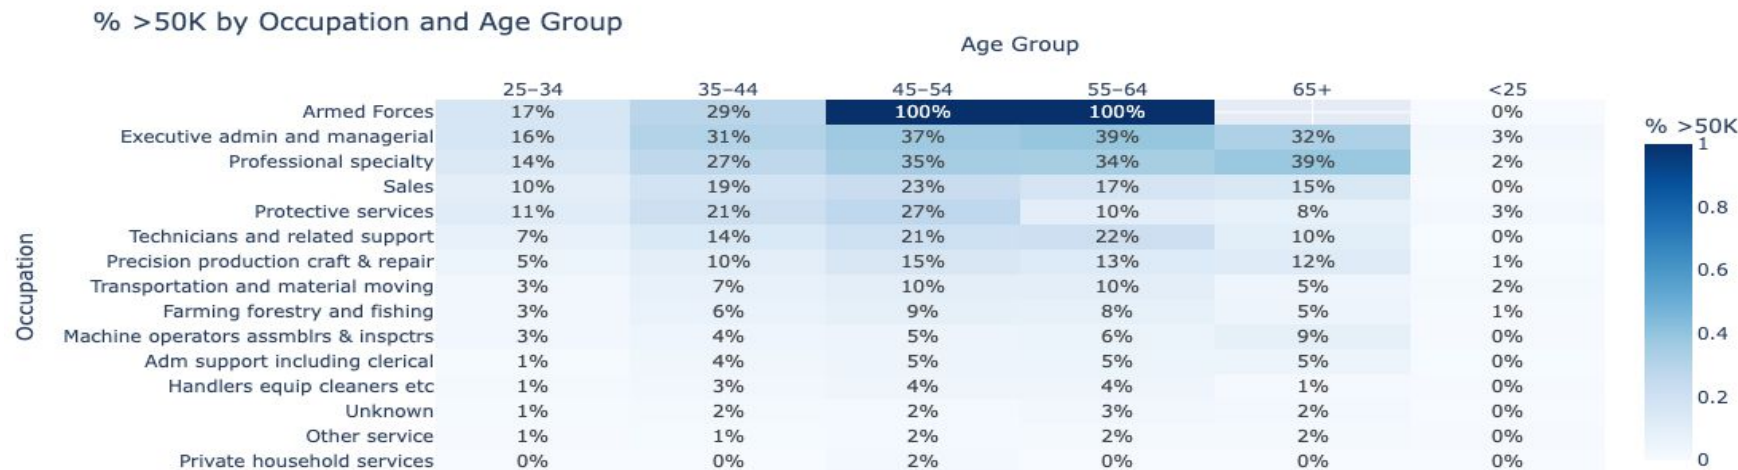 % >50K by Occupation and Age Group
Age Group
25–34 35–44 45–54 55–64 65+ <25
Armed Forces 17% 29% 100% 100% 0%
% >50K
Executive admin and managerial 16% 31% 37% 39% 32% 3%
1
Professional specialty 14% 27% 35% 34% 39% 2%
Sales 10% 19% 23% 17% 15% 0%
0.8
Protective services 11% 21% 27% 10% 8% 3%
Technicians and related support 7% 14% 21% 22% 10% 0%
Precision production craft & repair 5% 10% 15% 13% 12% 1%
0.6
Transportation and material moving 3% 7% 10% 10% 5% 2%
Occupation
Farming forestry and fishing 3% 6% 9% 8% 5% 1%
Machine operators assmblrs & inspctrs 3% 4% 5% 6% 9% 0%
0.4
Adm support including clerical 1% 4% 5% 5% 5% 0%
Handlers equip cleaners etc 1% 3% 4% 4% 1% 0%
0.2
Unknown 1% 2% 2% 3% 2% 0%
Other service 1% 1% 2% 2% 2% 0%
Private household services 0% 0% 2% 0% 0% 0%
0